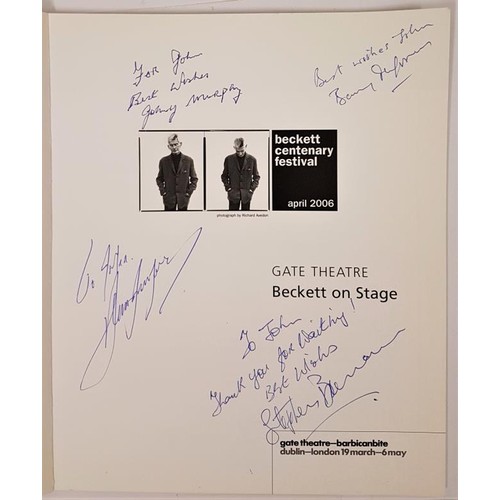 For John
Best Wishes
Johnny Murphy
Best wishes John
Barry
beckett
centenary
festival
april 2006
photograph by Richard Avedon
To John
GATE THEATRE
Beckett on Stage
To John
Thank you for Waiting!
Best Wishes
Stephen Brennan
gate theatre–barbicanbite
dublin–london 19 march–6 may